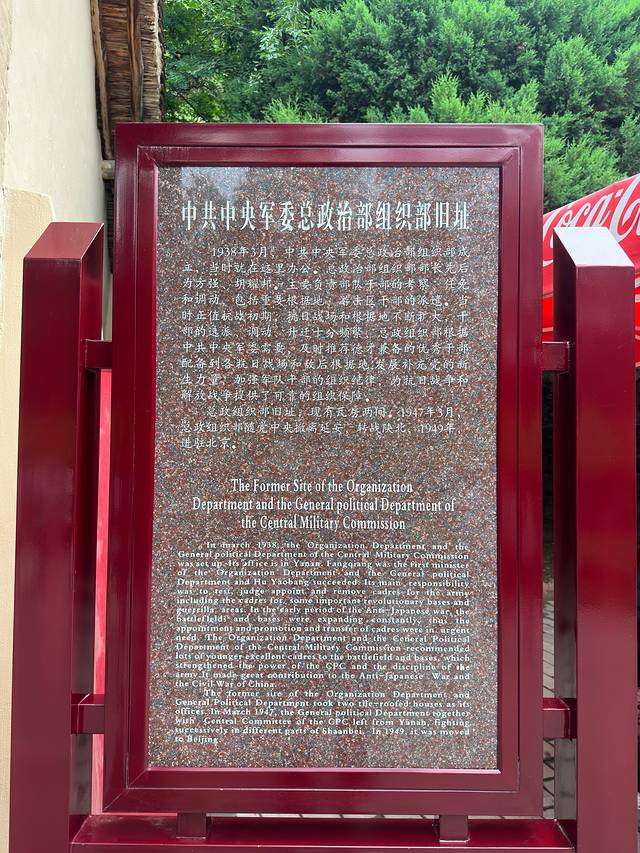 中共中央军委总政治部组织部旧址
1938年3月,中共中央军委总政治部组织部成
立,当时就在这里办公。总政治部组织部部长先后
为方强、胡耀邦。主要负责部队干部的考察、任免
和调动,包括重要根据地、游击区干部的派遣。当
时正值抗战初期,抗日战场和根据地不断扩大,干
部的选派、调动、升迁十分频繁。总政组织部根据
中共中央军委需要,及时推荐德才兼备的优秀干部
配备到各抗日战场和敌后根据地,发展补充党的新
生力量,加强军队干部的组织纪律,为抗日战争和
解放战争提供了可靠的组织保障。
总政组织部旧址,现有瓦房两间。1947年3月,
总政组织部随党中央撤离延安,转战陕北,1949年,
进驻北京。
The Former Site of the Organization
Department and the General political Department of
the Central Military Commission
In march 1938, the Organization Department and the
General political Department of the Central Military Commission
was set up. Its office is in Yanan. Fangqiang was the first minister
of the Organization Department and the General political
Department and Hu Yaobang succeeded. Its main responsibility
was to test, judge appoint and remove cadres for the army
including the cadres for some important revolutionary bases and
guerrilla areas. In the early period of the Anti-Japanese war, the
battlefields and bases were expanding constantly, thus the
appointment and promotion and transfer of cadres were in urgent
need. The Organization Department and the General Political
Department of the Central Military Commission recommended
lots of younger excellent cadres to the battlefield and bases, which
strengthened the power of the CPC and the discipline of the
army.It made great contribution to the Anti-Japanese War and
the Civil War of China.
The former site of the Organization Department and
General Political Department took two tile-roofed houses as its
offices. In March 1947, the General political Department together
with Central Committee of the CPC left from Yanan, fighting
successively in different parts of Shaanbei. In 1949, it was moved
to Beijing.
Coca-Co